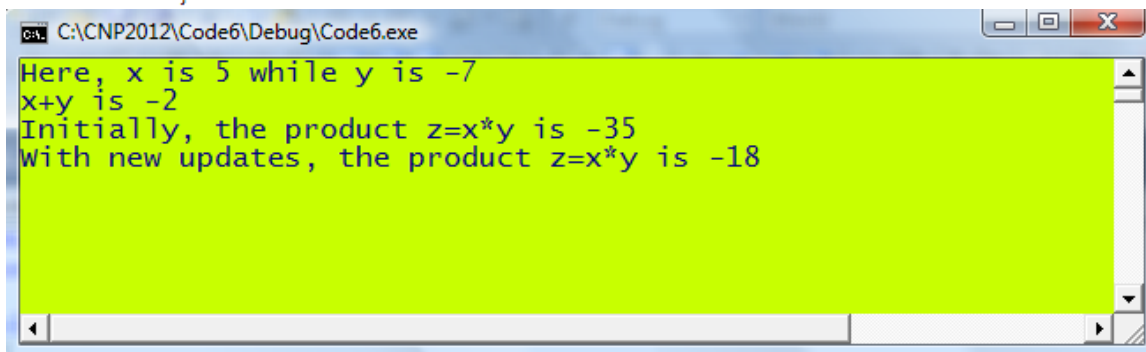 C:\CNP2012\Code6\Debug\Code6.exe
Here, x is 5 while y is -7
x+y is -2
Initially, the product z=x*y is -35
With new updates, the product z=x*y is -18